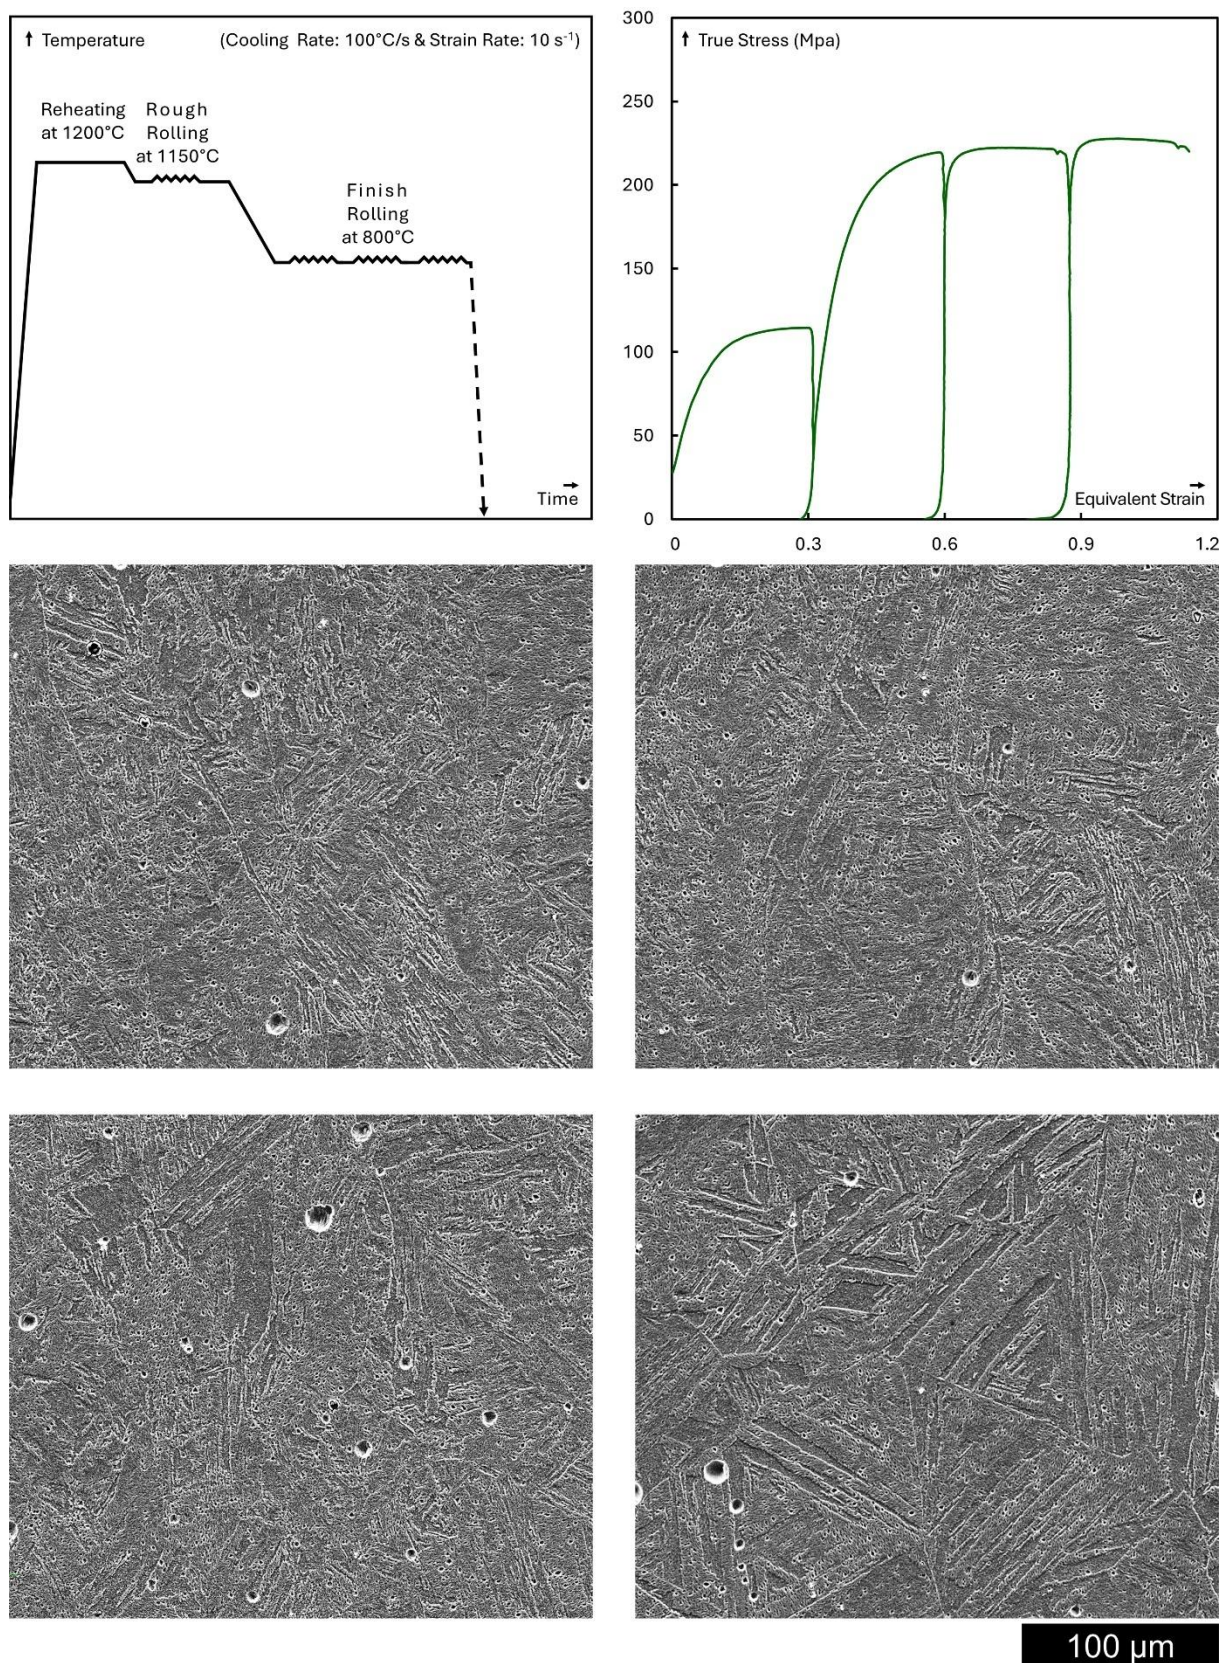 ↑ Temperature (Cooling Rate: 100°C/s & Strain Rate: 10 s⁻¹)
Reheating
at 1200°C
Rough
Rolling
at 1150°C
Finish
Rolling
at 800°C
→
Time
300
↑ True Stress (Mpa)
250
200
150
100
50
→
Equivalent Strain
0
0 0.3 0.6 0.9 1.2
100 µm